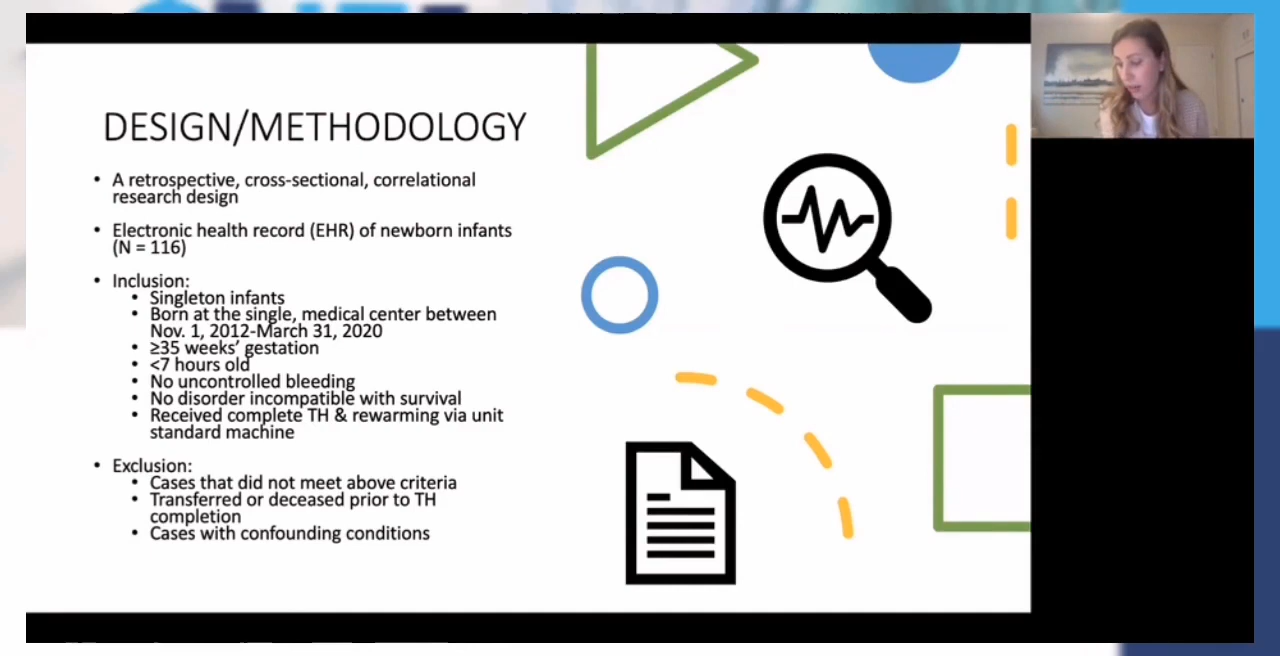 DESIGN/METHODOLOGY
• A retrospective, cross-sectional, correlational
research design
• Electronic health record (EHR) of newborn infants
(N = 116)
• Inclusion:
• Singleton infants
• Born at the single, medical center between
Nov. 1, 2012-March 31, 2020
• ≥35 weeks’ gestation
• <7 hours old
• No uncontrolled bleeding
• No disorder incompatible with survival
• Received complete TH & rewarming via unit
standard machine
• Exclusion:
• Cases that did not meet above criteria
• Transferred or deceased prior to TH
completion
• Cases with confounding conditions